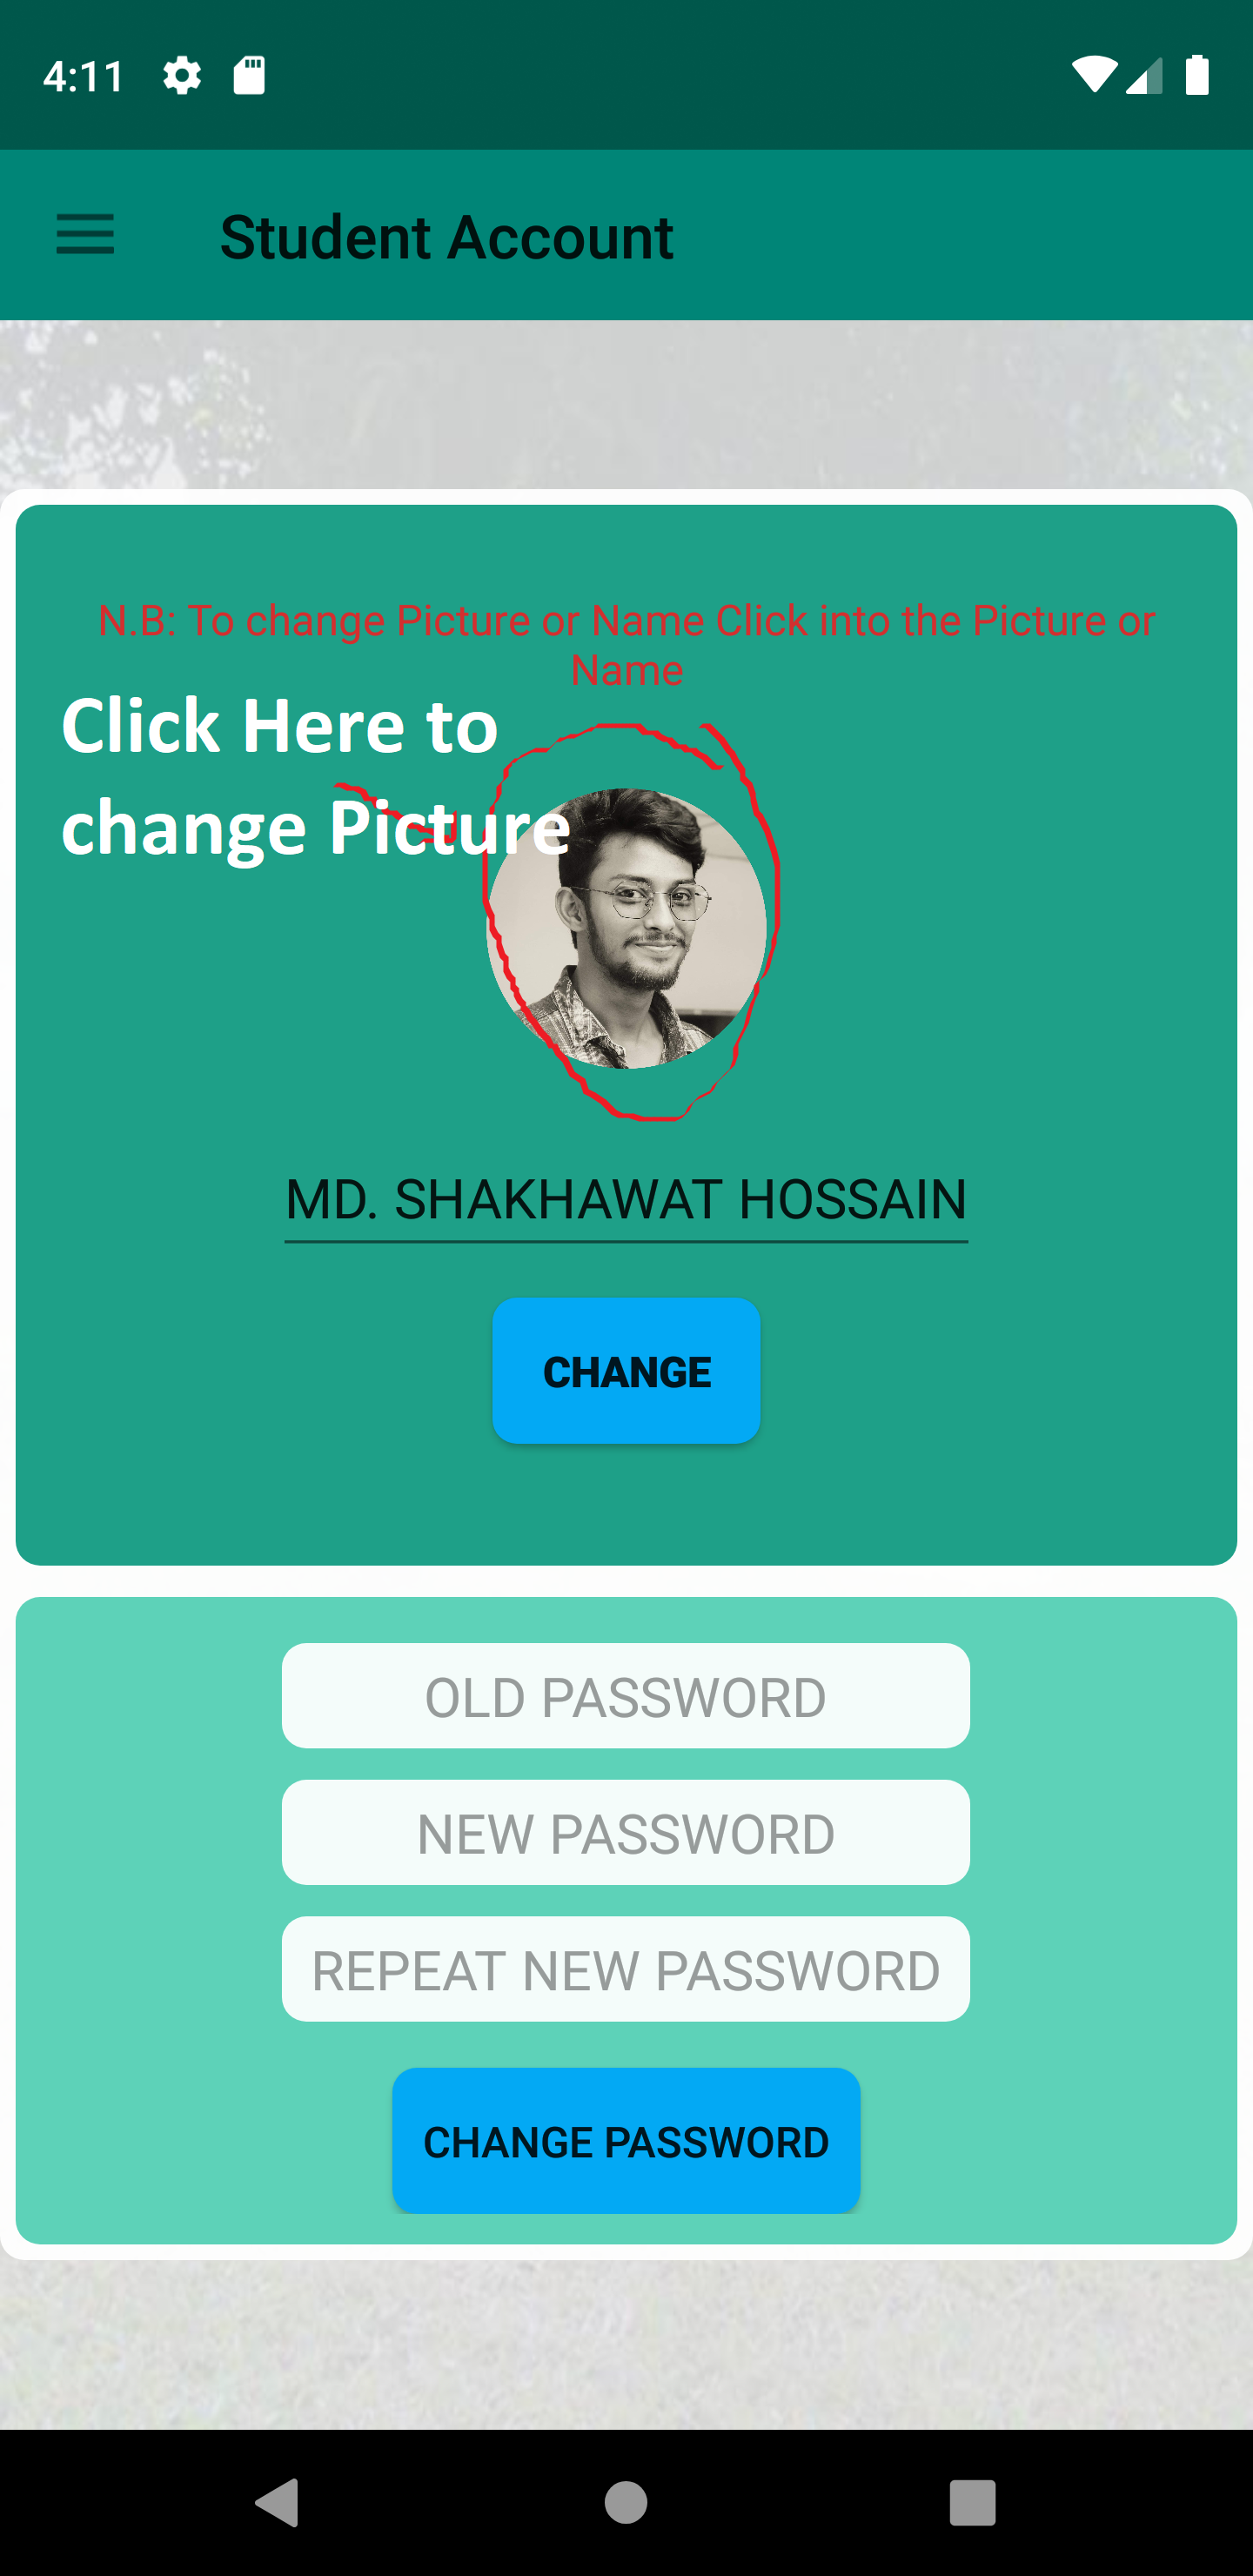 4:11
Student Account
N.B: To change Picture or Name Click into the Picture or
Name
Click Here to
change Picture
MD. SHAKHAWAT HOSSAIN
CHANGE
OLD PASSWORD
NEW PASSWORD
REPEAT NEW PASSWORD
CHANGE PASSWORD